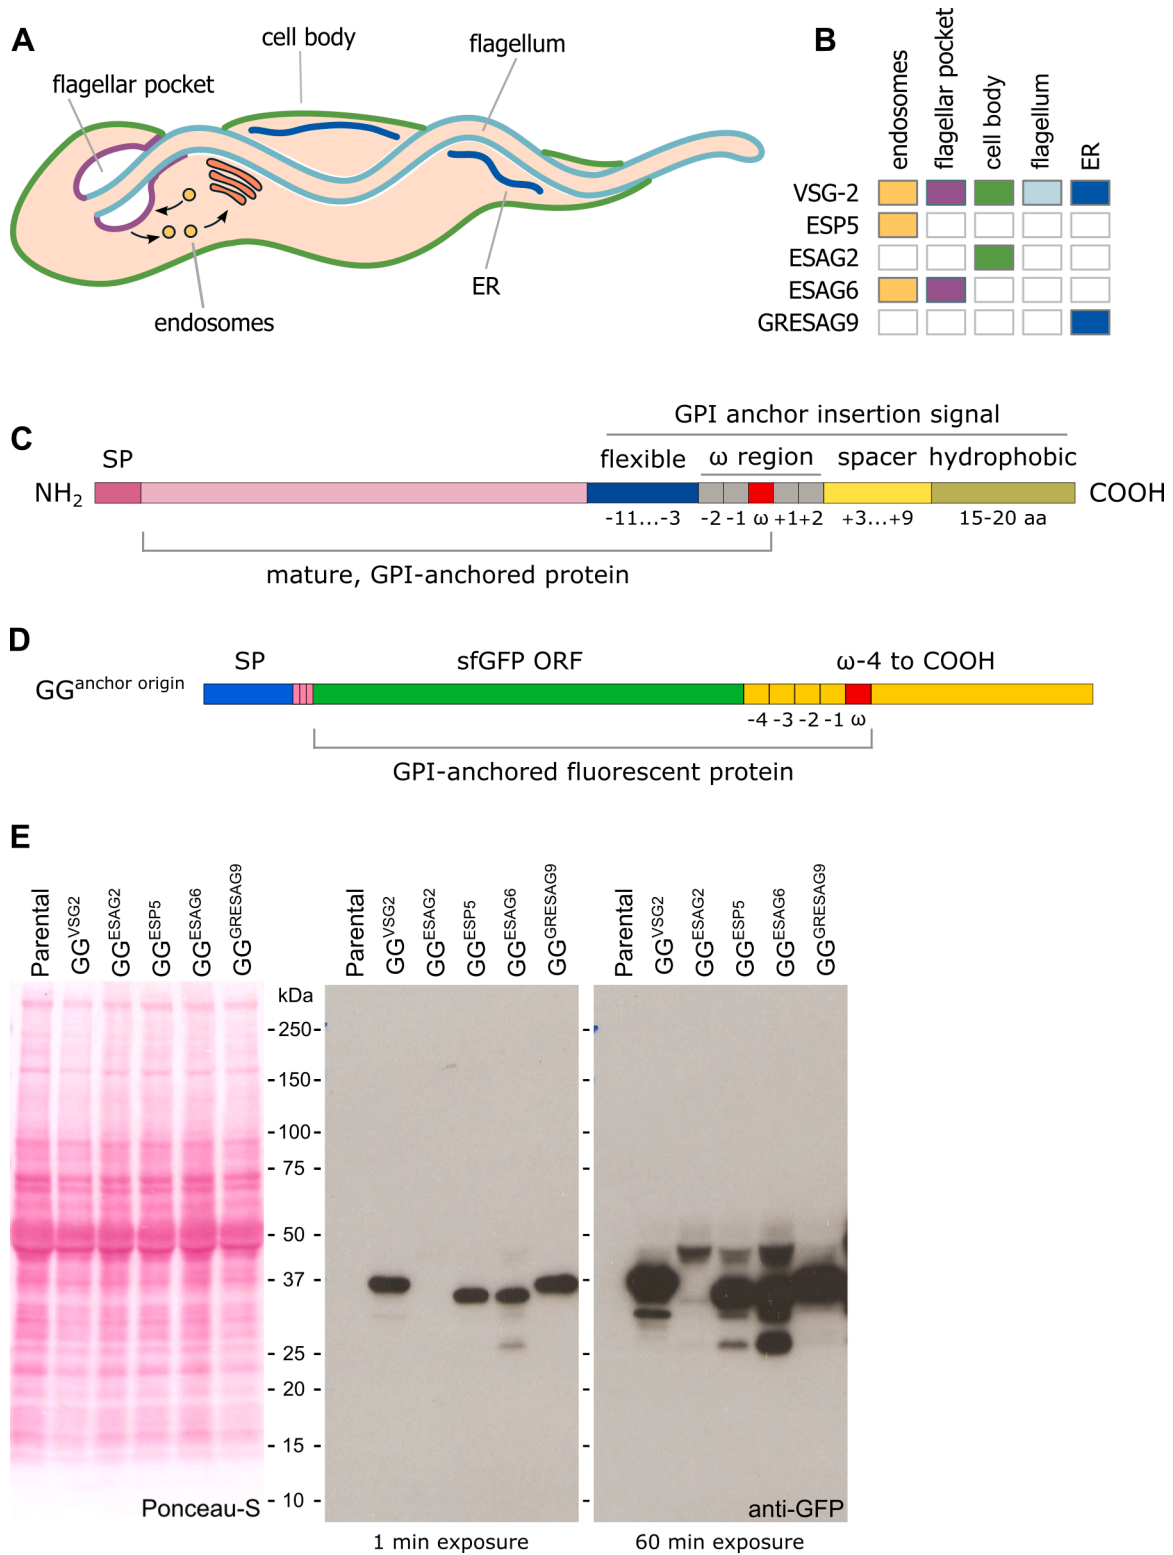 A
cell body
flagellum
flagellar pocket
ER
endosomes
B
endosomes
flagellar pocket
cell body
flagellum
ER
VSG-2
ESP5
ESAG2
ESAG6
GRESAG9
C
GPI anchor insertion signal
SP
flexible
ω region
spacer
hydrophobic
NH2
COOH
-11...-3
-2 -1 ω +1+2
+3...+9
15-20 aa
mature, GPI-anchored protein
D
SP
sfGFP ORF
ω-4 to COOH
GGanchor origin
-4 -3 -2 -1 ω
GPI-anchored fluorescent protein
E
Parental
GGVSG2
GGESAG2
GGESP5
GGESAG6
GGGRESAG9
Parental
GGVSG2
GGESAG2
GGESP5
GGESAG6
GGGRESAG9
Parental
GGVSG2
GGESAG2
GGESP5
GGESAG6
GGGRESAG9
kDa
- 250 -
- 150 -
- 100 -
- 75 -
- 50 -
- 37 -
- 25 -
- 20 -
- 15 -
- 10 -
Ponceau-S
anti-GFP
1 min exposure
60 min exposure